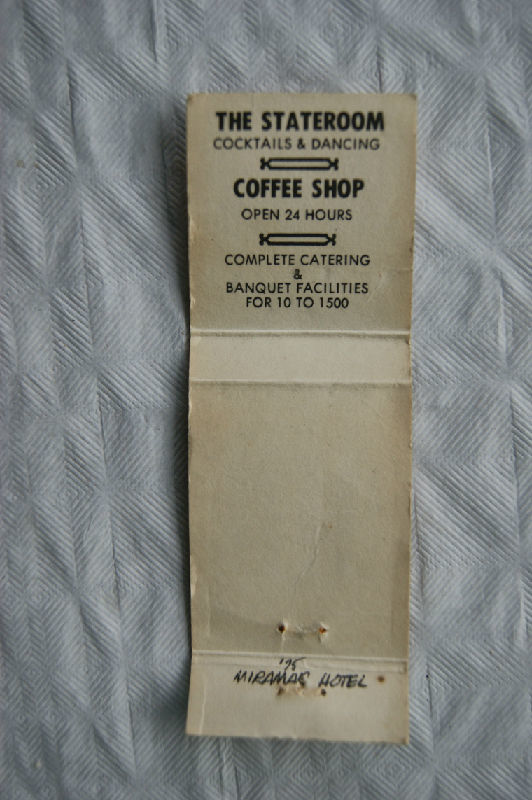 THE STATEROOM
COCKTAILS & DANCING
COFFEE SHOP
OPEN 24 HOURS
COMPLETE CATERING
&
BANQUET FACILITIES
FOR 10 TO 1500
'75
MIRAMAR HOTEL